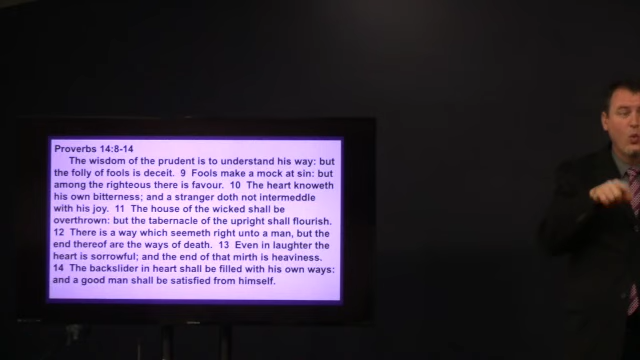 Proverbs 14:8-14
The wisdom of the prudent is to understand his way: but
the folly of fools is deceit. 9 Fools make a mock at sin: but
among the righteous there is favour. 10 The heart knoweth
his own bitterness; and a stranger doth not intermeddle
with his joy. 11 The house of the wicked shall be
overthrown: but the tabernacle of the upright shall flourish.
12 There is a way which seemeth right unto a man, but the
end thereof are the ways of death. 13 Even in laughter the
heart is sorrowful; and the end of that mirth is heaviness.
14 The backslider in heart shall be filled with his own ways:
and a good man shall be satisfied from himself.